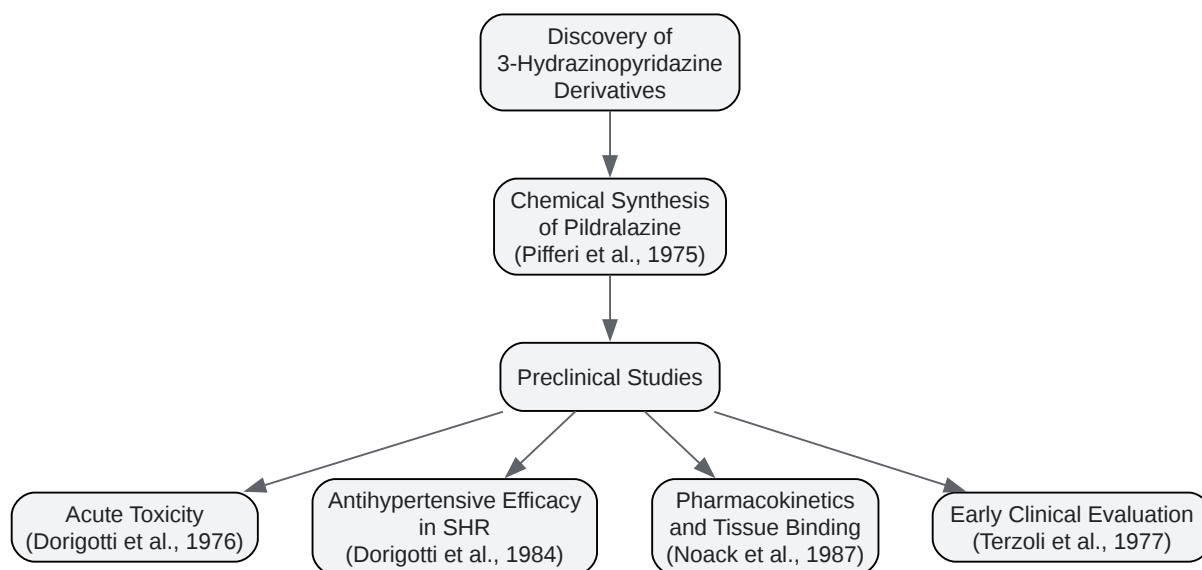 Discovery of
3-Hydrazinopyridazine
Derivatives
Chemical Synthesis
of Pildralazine
(Pifferi et al., 1975)
Preclinical Studies
Acute Toxicity
(Dorigotti et al., 1976)
Antihypertensive Efficacy
in SHR
(Dorigotti et al., 1984)
Pharmacokinetics
and Tissue Binding
(Noack et al., 1987)
Early Clinical Evaluation
(Terzoli et al., 1977)